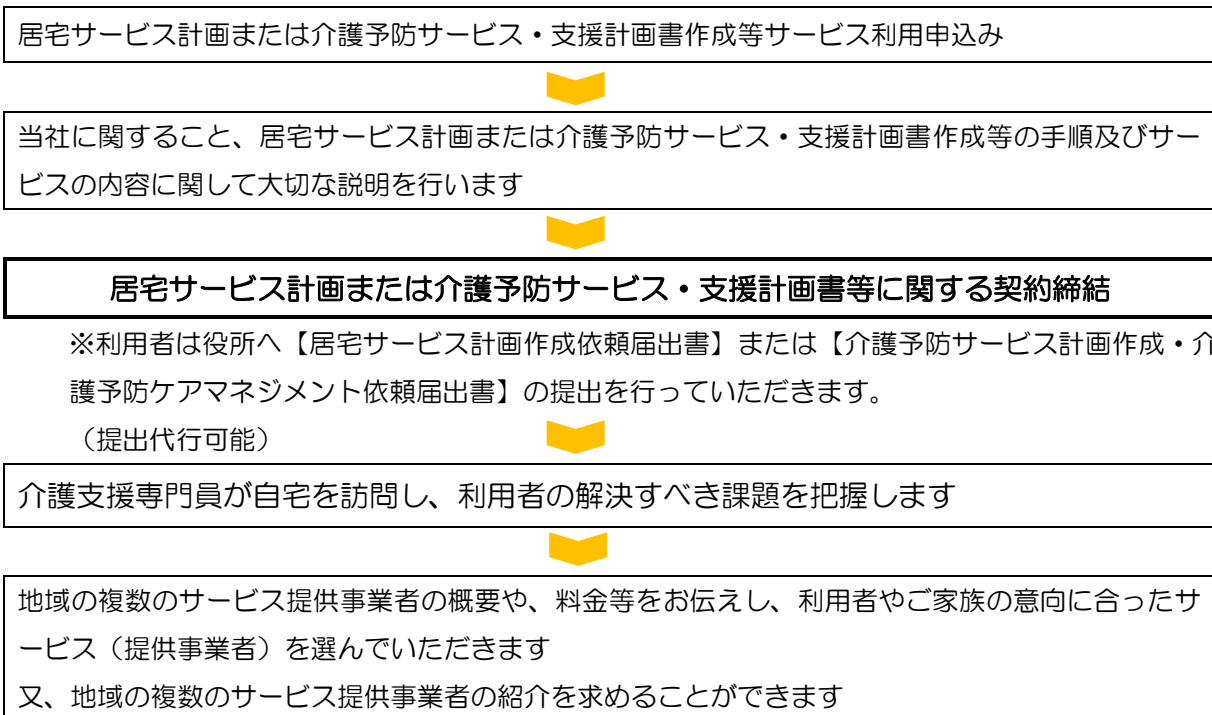 居宅サービス計画または介護予防サービス・支援計画書作成等サービス利用申込み
当社に関すること、居宅サービス計画または介護予防サービス・支援計画書作成等の手順及びサー
ビスの内容に関して大切な説明を行います
居宅サービス計画または介護予防サービス・支援計画書等に関する契約締結
※利用者は役所へ【居宅サービス計画作成依頼届出書】または【介護予防サービス計画作成・介
護予防ケアマネジメント依頼届出書】の提出を行っていただきます。
（提出代行可能）
介護支援専門員が自宅を訪問し、利用者の解決すべき課題を把握します
地域の複数のサービス提供事業者の概要や、料金等をお伝えし、利用者やご家族の意向に合ったサ
ービス（提供事業者）を選んでいただきます
又、地域の複数のサービス提供事業者の紹介を求めることができます